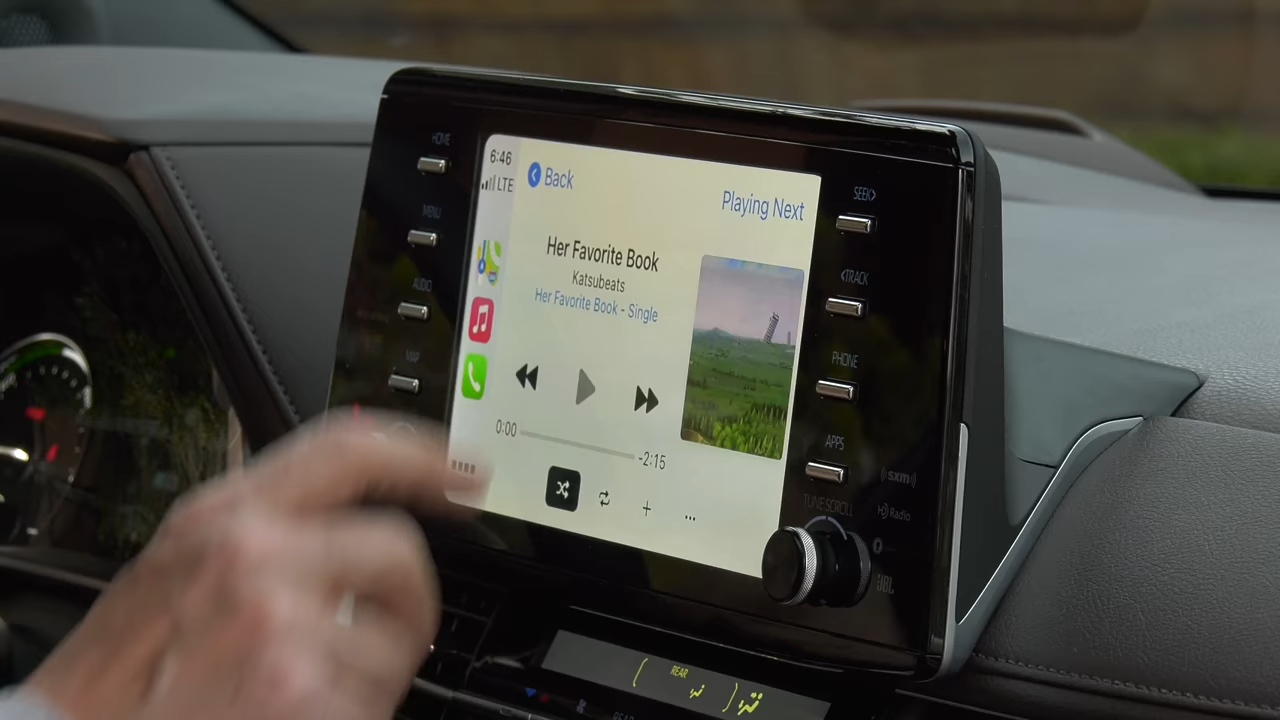 HOME
MENU
AUDIO
MAP
6:46
LTE
Back
Playing Next
Her Favorite Book
Katsubeats
Her Favorite Book - Single
0:00
-2:15
SEEK>
<TRACK
PHONE
APPS
TUNE SCROLL
sxm
HD Radio
JBL
REAR
REAR